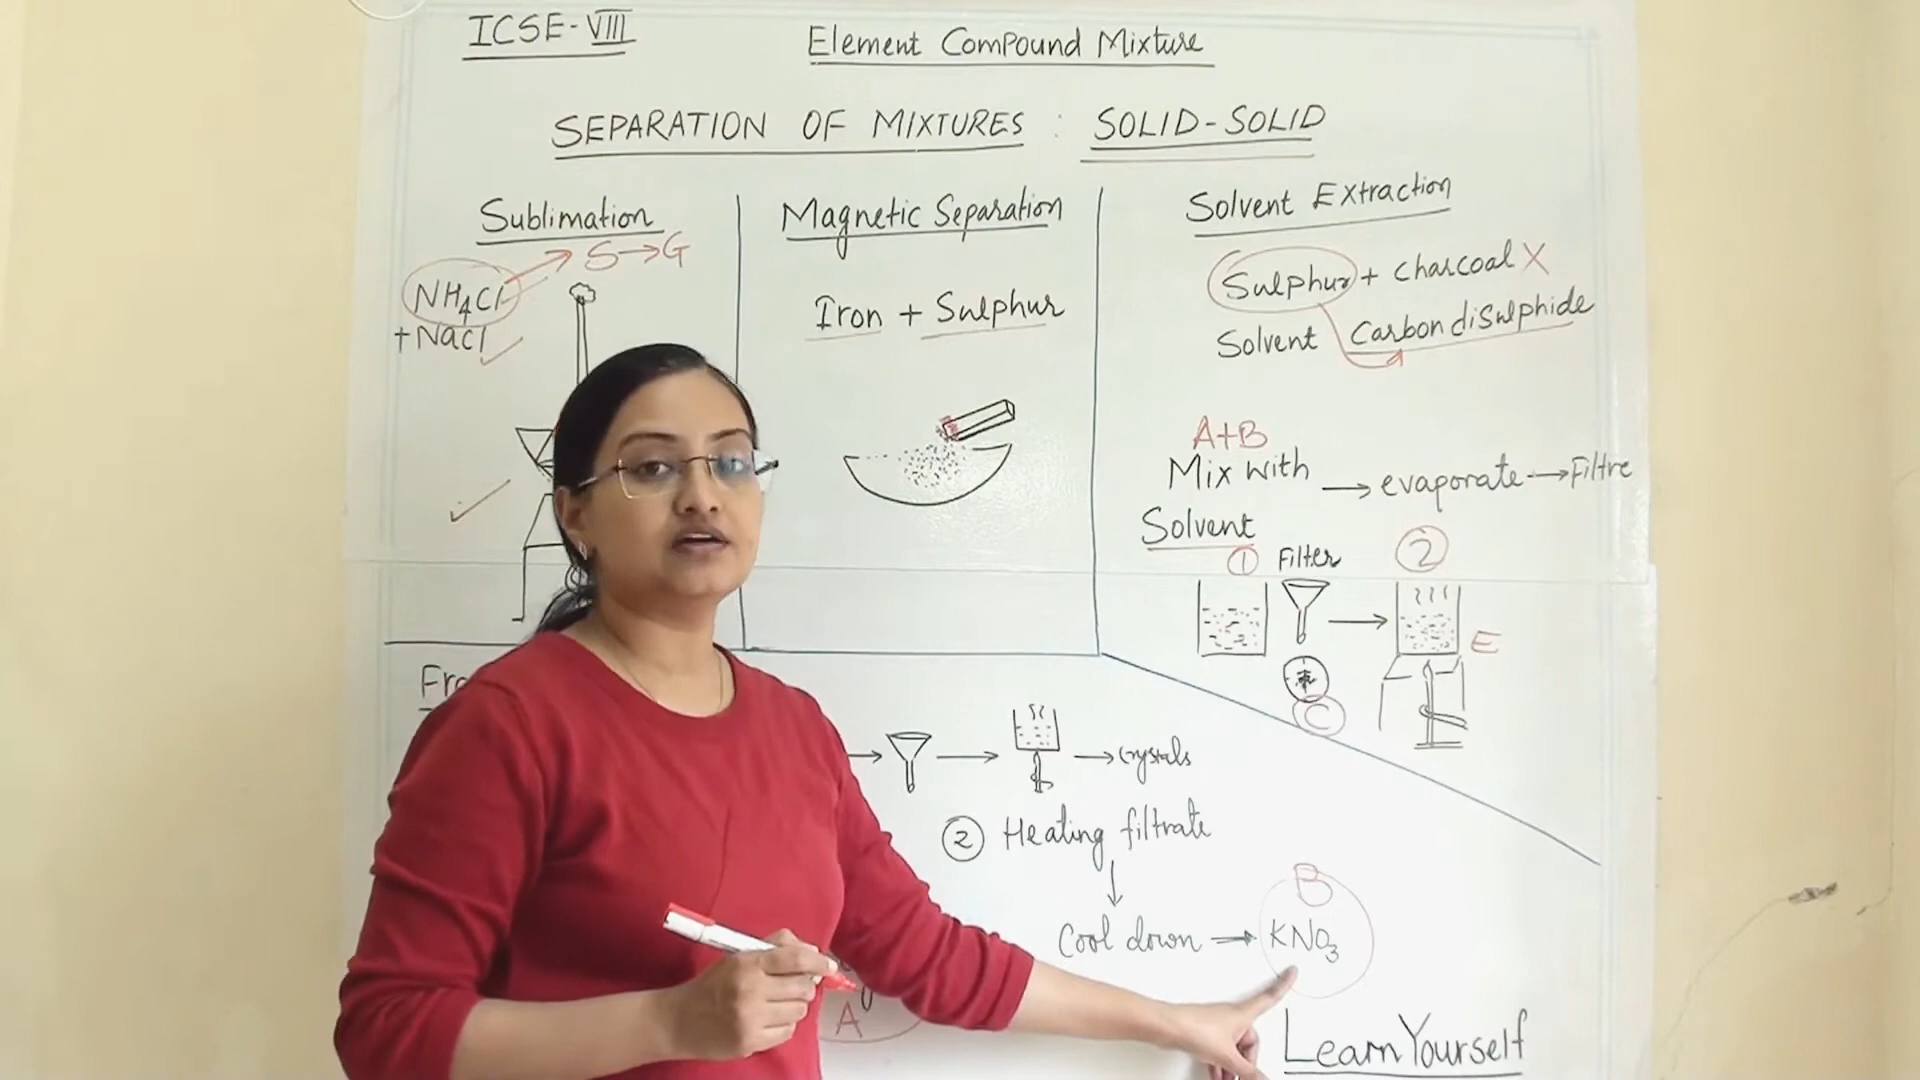 ICSE-VIII
Element Compound Mixture
SEPARATION OF MIXTURES : SOLID-SOLID
Sublimation
S→G
NH4Cl
+ NaCl
Magnetic Separation
Iron + Sulphur
Solvent Extraction
Sulphur + Charcoal X
Solvent Carbon disulphide
A+B
Mix with → evaporate → Filtre
Solvent
① Filter ②
E
C
→ → → Crystals
② Heating filtrate
↓
Cool down → KNO3
B
A
Learn Yourself